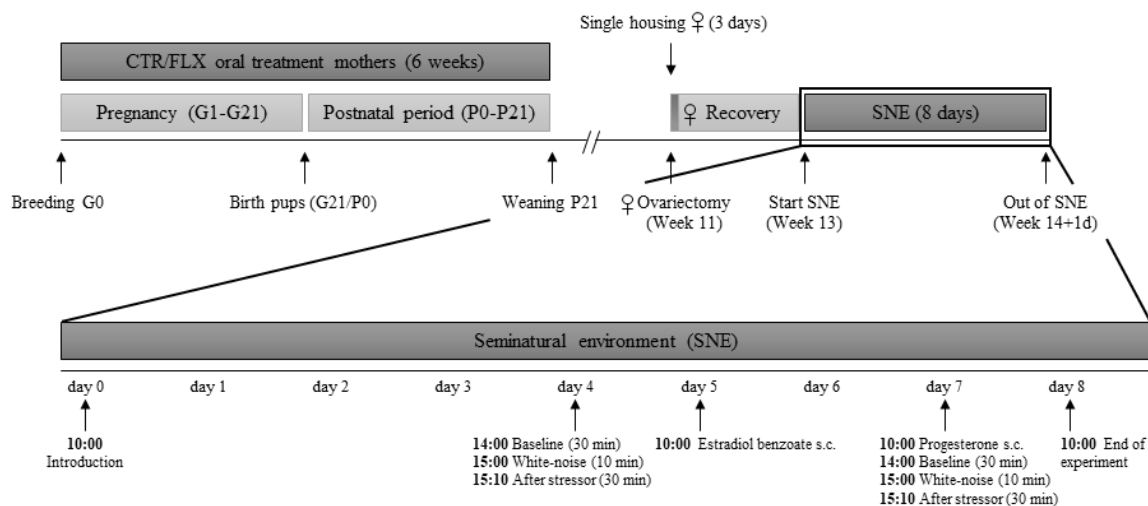 Single housing ♀ (3 days)
CTR/FLX oral treatment mothers (6 weeks)
Pregnancy (G1-G21)
Postnatal period (P0-P21)
♀ Recovery
SNE (8 days)
//
Breeding G0
Birth pups (G21/P0)
Weaning P21
♀ Ovariectomy
(Week 11)
Start SNE
(Week 13)
Out of SNE
(Week 14+1d)
Seminatural environment (SNE)
day 0
day 1
day 2
day 3
day 4
day 5
day 6
day 7
day 8
10:00
Introduction
14:00 Baseline (30 min)
15:00 White-noise (10 min)
15:10 After stressor (30 min)
10:00 Estradiol benzoate s.c.
10:00 Progesterone s.c.
14:00 Baseline (30 min)
15:00 White-noise (10 min)
15:10 After stressor (30 min)
10:00 End of
experiment